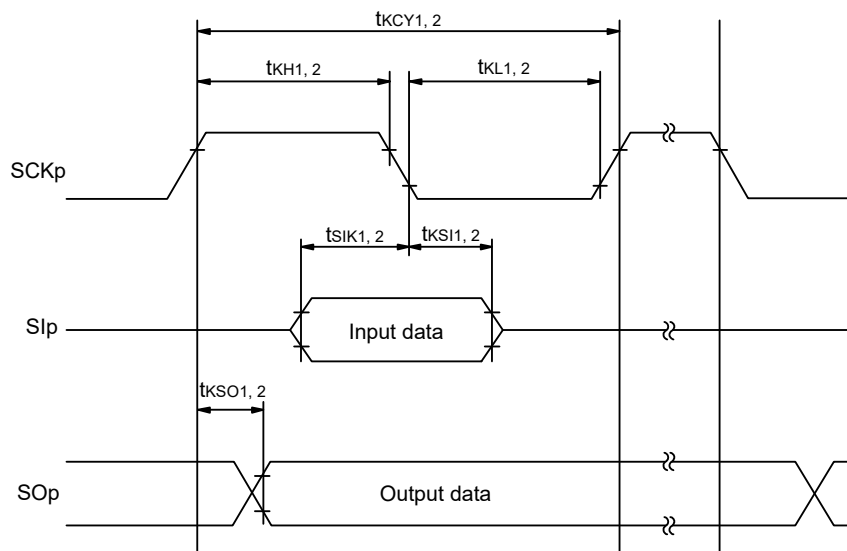 tKCY1, 2
tKH1, 2
tKL1, 2
SCKp
tSIK1, 2
tKSI1, 2
SIp
Input data
tKSO1, 2
SOp
Output data